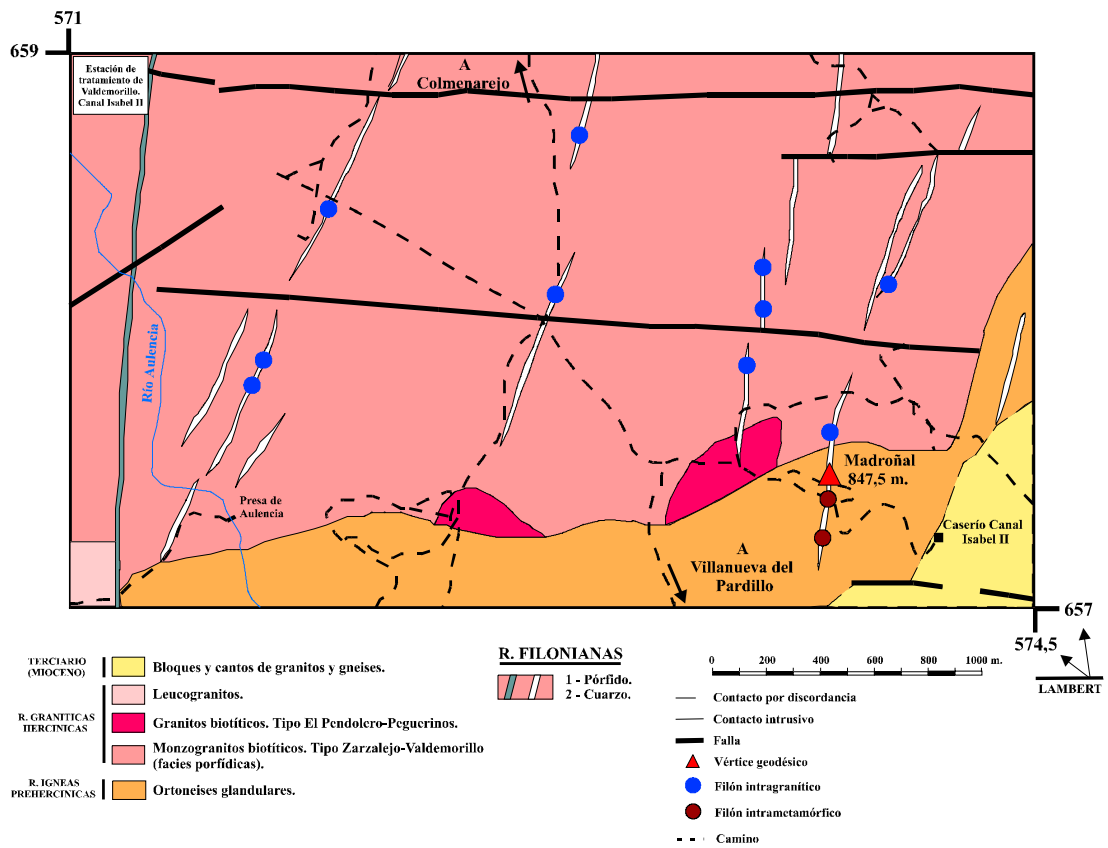 571
659
Estación de
tratamiento de
Valdemorillo.
Canal Isabel II
A
Colmenarejo
Río Aulencia
Presa de
Aulencia
Madroñal
847,5 m.
Caserío Canal
Isabel II
A
Villanueva del
Pardillo
657
574,5
LAMBERT
TERCIARIO
(MIOCENO)
Bloques y cantos de granitos y gneises.
Leucogranitos.
R. GRANITICAS
HERCINICAS
Granitos biotíticos. Tipo El Pendolero-Peguerinos.
Monzogranitos biotíticos. Tipo Zarzalejo-Valdemorillo
(facies porfídicas).
R. IGNEAS
PREHERCINICAS
Ortoneises glandulares.
R. FILONIANAS
1 - Pórfido.
2 - Cuarzo.
0 200 400 600 800 1000 m.
Contacto por discordancia
Contacto intrusivo
Falla
Vértice geodésico
Filón intragranítico
Filón intrametamórfico
Camino